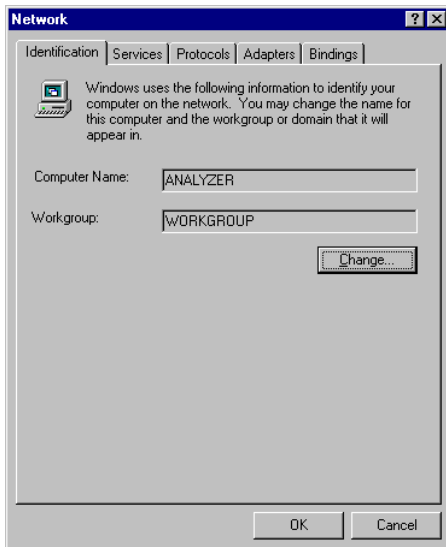 Network
Identification Services Protocols Adapters Bindings
Windows uses the following information to identify your
computer on the network. You may change the name for
this computer and the workgroup or domain that it will
appear in.
Computer Name: ANALYZER
Workgroup: WORKGROUP
Change...
OK Cancel